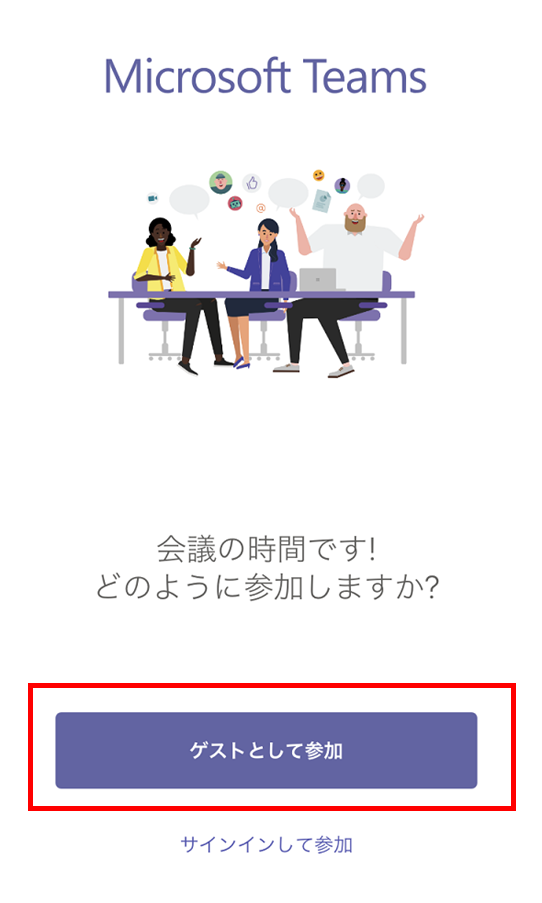 Microsoft Teams
@
会議の時間です!
どのように参加しますか?
ゲストとして参加
サインインして参加